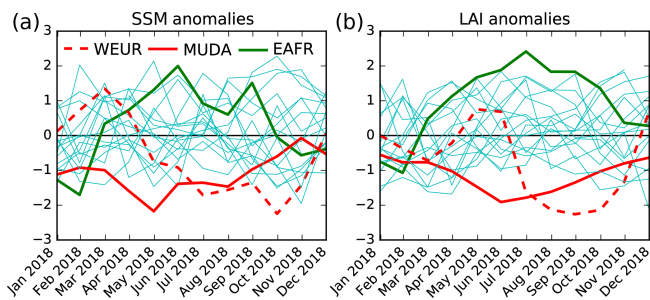 (a) SSM anomalies
3
2
1
0
−1
−2
−3
WEUR MUDA EAFR
Jan 2018
Feb 2018
Mar 2018
Apr 2018
May 2018
Jun 2018
Jul 2018
Aug 2018
Sep 2018
Oct 2018
Nov 2018
Dec 2018
(b) LAI anomalies
3
2
1
0
−1
−2
−3
Jan 2018
Feb 2018
Mar 2018
Apr 2018
May 2018
Jun 2018
Jul 2018
Aug 2018
Sep 2018
Oct 2018
Nov 2018
Dec 2018